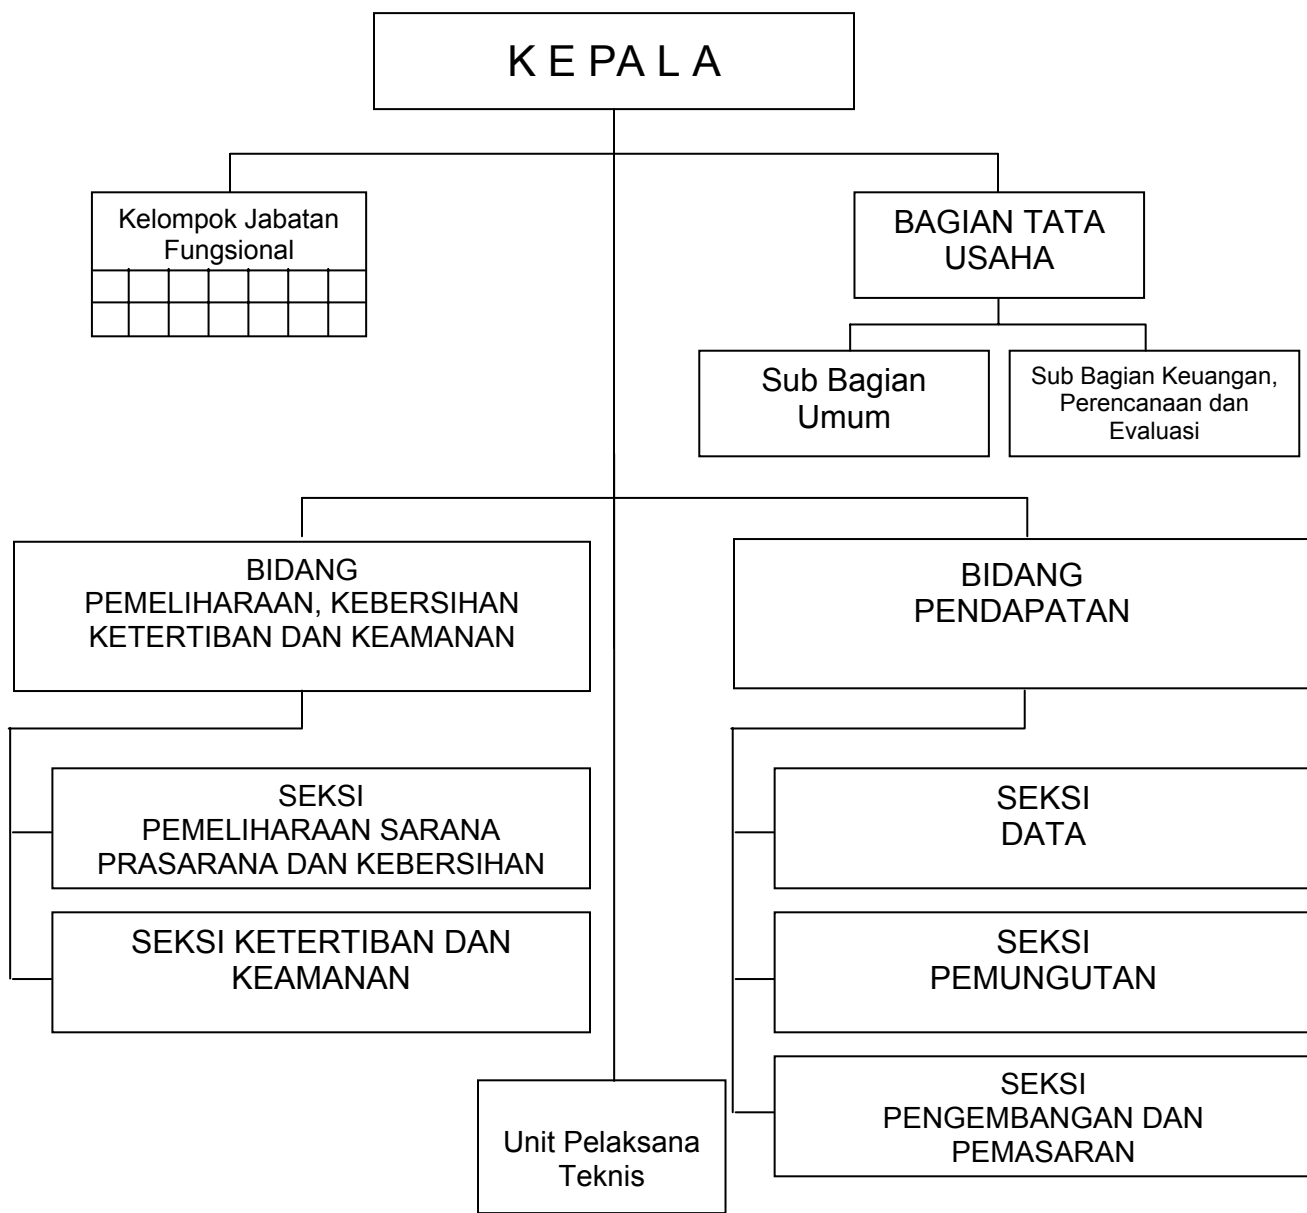 K E PA L A
Kelompok Jabatan
Fungsional
BAGIAN TATA
USAHA
Sub Bagian
Umum
Sub Bagian Keuangan,
Perencanaan dan
Evaluasi
BIDANG
PEMELIHARAAN, KEBERSIHAN
KETERTIBAN DAN KEAMANAN
BIDANG
PENDAPATAN
SEKSI
PEMELIHARAAN SARANA
PRASARANA DAN KEBERSIHAN
SEKSI
DATA
SEKSI KETERTIBAN DAN
KEAMANAN
SEKSI
PEMUNGUTAN
SEKSI
PENGEMBANGAN DAN
PEMASARAN
Unit Pelaksana
Teknis